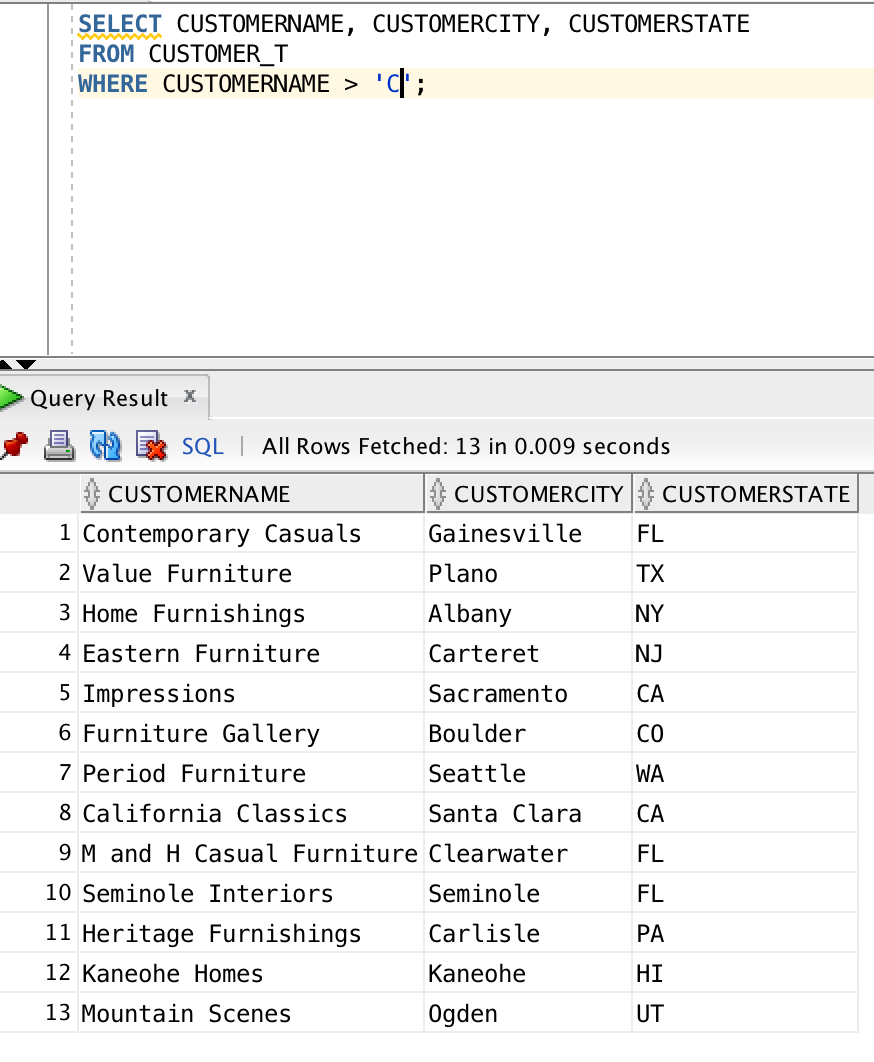 SELECT CUSTOMERNAME, CUSTOMERCITY, CUSTOMERSTATE
FROM CUSTOMER_T
WHERE CUSTOMERNAME > 'C';
Query Result x
SQL | All Rows Fetched: 13 in 0.009 seconds
CUSTOMERNAME CUSTOMERCITY CUSTOMERSTATE
1 Contemporary Casuals Gainesville FL
2 Value Furniture Plano TX
3 Home Furnishings Albany NY
4 Eastern Furniture Carteret NJ
5 Impressions Sacramento CA
6 Furniture Gallery Boulder CO
7 Period Furniture Seattle WA
8 California Classics Santa Clara CA
9 M and H Casual Furniture Clearwater FL
10 Seminole Interiors Seminole FL
11 Heritage Furnishings Carlisle PA
12 Kaneohe Homes Kaneohe HI
13 Mountain Scenes Ogden UT